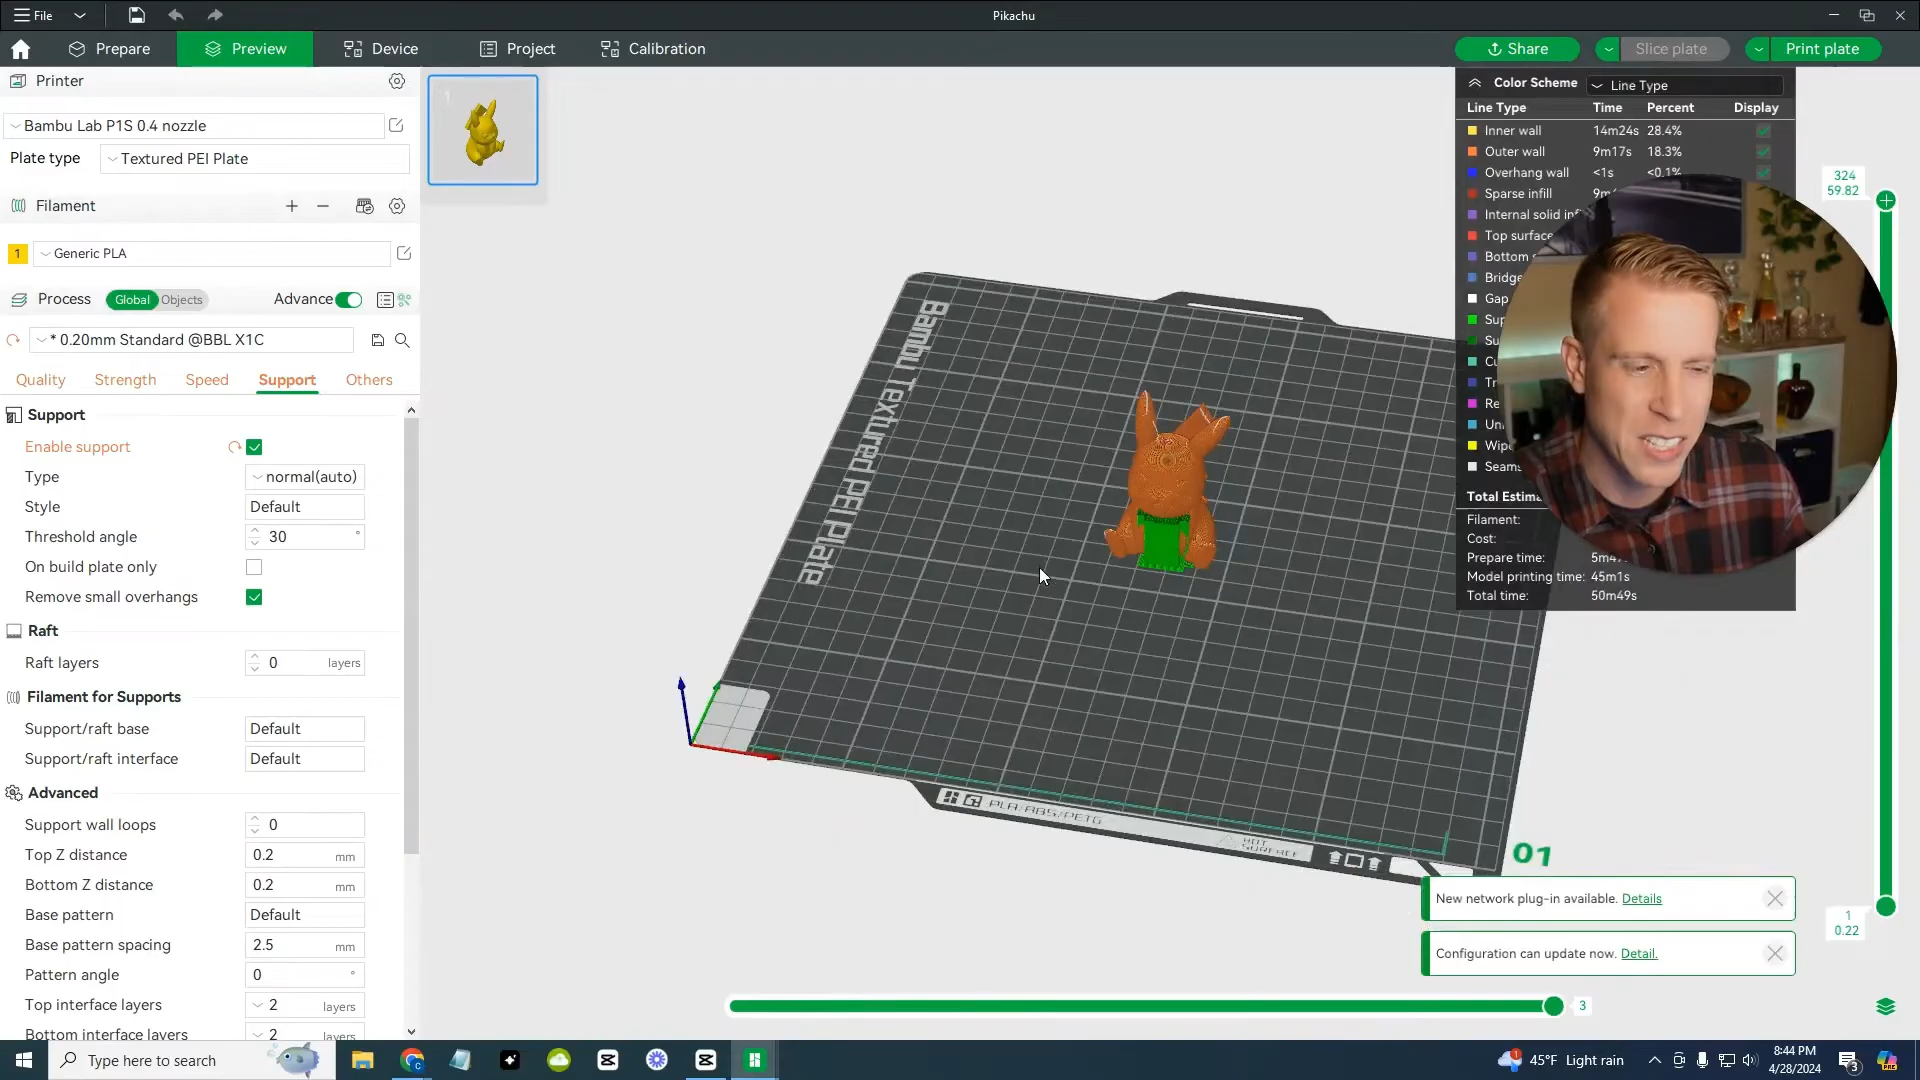 File
Pikachu
Prepare
Preview
Device
Project
Calibration
Share
Slice plate
Print plate
Printer
Bambu Lab P1S 0.4 nozzle
Plate type
Textured PEI Plate
Filament
1
Generic PLA
Process
Global
Objects
Advance
* 0.20mm Standard @BBL X1C
Quality
Strength
Speed
Support
Others
Support
Enable support
Type
normal(auto)
Style
Default
Threshold angle
30 °
On build plate only
Remove small overhangs
Raft
Raft layers
0 layers
Filament for Supports
Support/raft base
Default
Support/raft interface
Default
Advanced
Support wall loops
0
Top Z distance
0.2 mm
Bottom Z distance
0.2 mm
Base pattern
Default
Base pattern spacing
2.5 mm
Pattern angle
0 °
Top interface layers
2 layers
Bottom interface layers
2 layers
1
Bambu Textured PEI Plate
PLA/ABS/PETG
HOT SURFACE
01
Color Scheme
Line Type
Line Type Time Percent Display
Inner wall 14m24s 28.4%
Outer wall 9m17s 18.3%
Overhang wall <1s <0.1%
Sparse infill
Internal solid
Top surface
Bottom
Bridge
Gap
Seams
Filament:
Cost:
Prepare time:
Model printing time: 45m1s
Total time: 50m49s
324
59.82
1
0.22
New network plug-in available. Details
Configuration can update now. Detail.
3
Type here to search
45°F Light rain
8:44 PM
4/28/2024
3